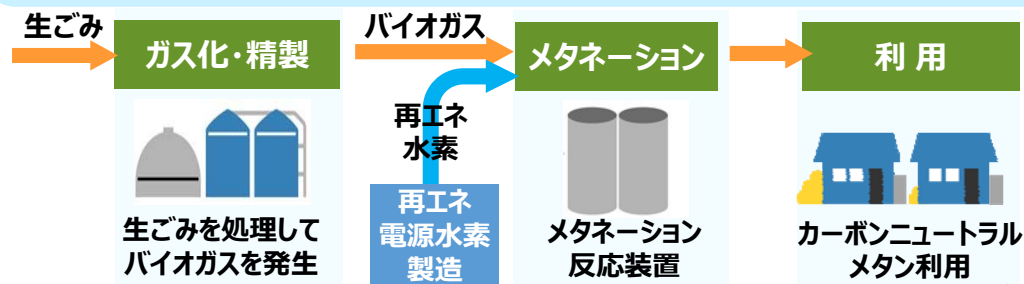 生ごみ
ガス化・精製
生ごみを処理して
バイオガスを発生
バイオガス
再エネ
水素
再エネ
電源水素
製造
メタネーション
メタネーション
反応装置
利用
カーボンニュートラル
メタン利用